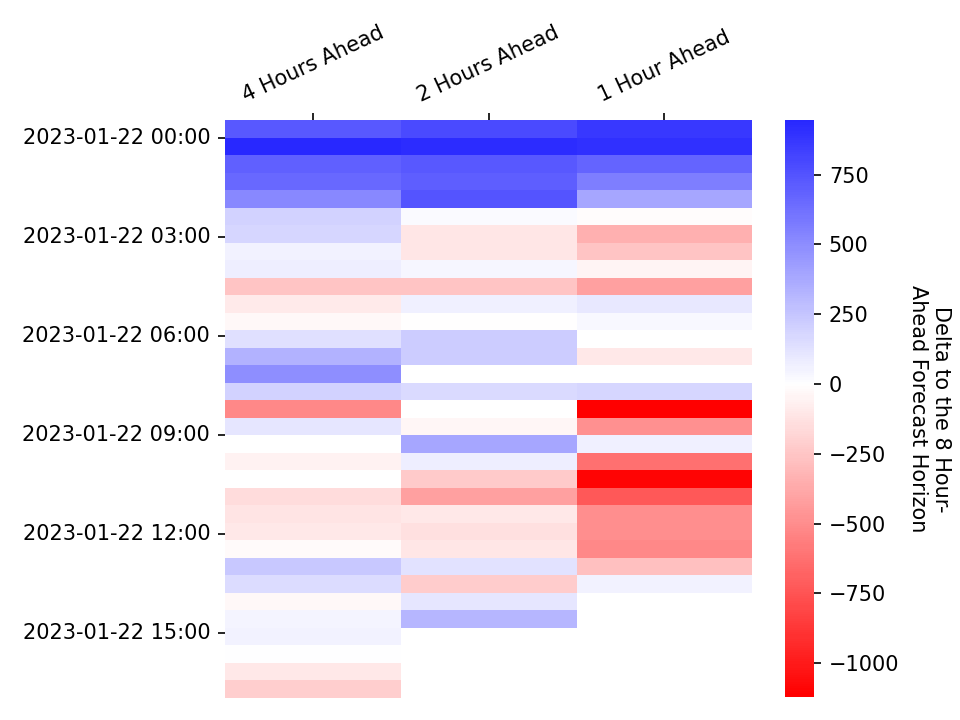 4 Hours Ahead
2 Hours Ahead
1 Hour Ahead
2023-01-22 00:00
2023-01-22 03:00
2023-01-22 06:00
2023-01-22 09:00
2023-01-22 12:00
2023-01-22 15:00
750
500
250
0
−250
−500
−750
−1000
Delta to the 8 Hour-
Ahead Forecast Horizon